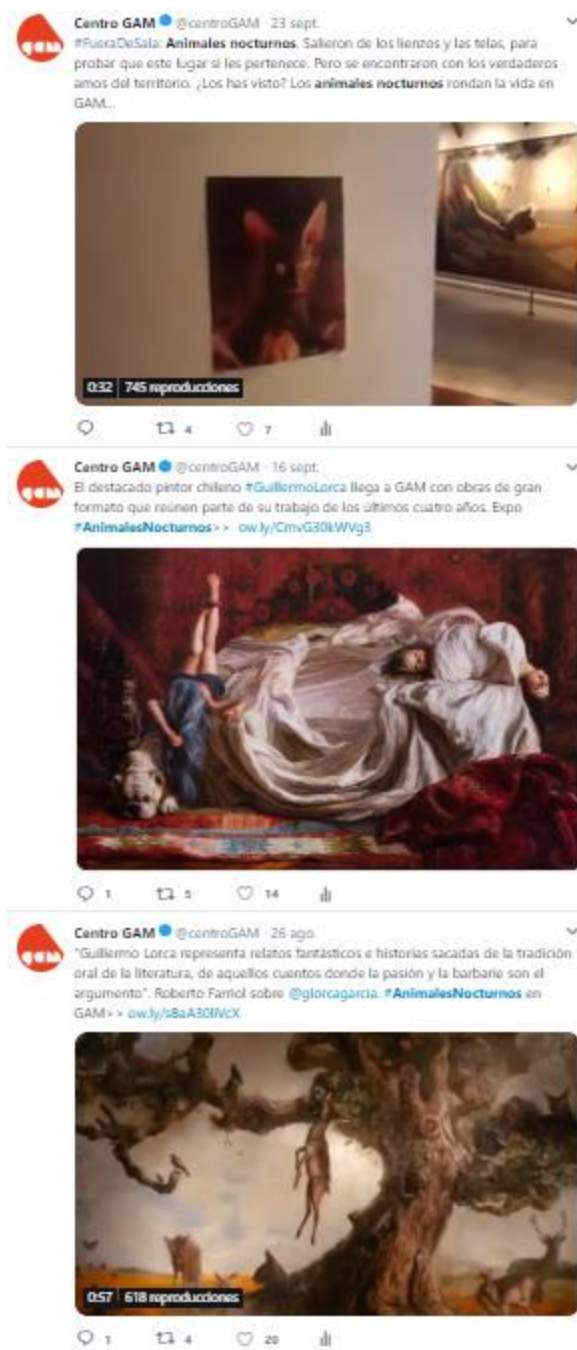 Centro GAM @centroGAM · 23 sept.
#FueraDeSala: Animales nocturnos. Salieron de los lienzos y las telas, para
probar que este lugar sí les pertenece. Pero se encontraron con los verdaderos
amos del territorio. ¿Los has visto? Los animales nocturnos rondan la vida en
GAM...
gam
0:32 745 reproducciones
4 7
Centro GAM @centroGAM · 16 sept.
El destacado pintor chileno #GuillermoLorca llega a GAM con obras de gran
formato que reúnen parte de su trabajo de los últimos cuatro años. Expo
#AnimalesNocturnos>> ow.ly/CmvG30kWVg3
gam
1 5 14
Centro GAM @centroGAM · 26 ago.
"Guillermo Lorca representa relatos fantásticos e historias sacadas de la tradición
oral de la literatura, de aquellos cuentos donde la pasión y la barbarie son el
argumento". Roberto Farriol sobre @glorcagarcia. #AnimalesNocturnos en
GAM>>
gam
0:57 618 reproducciones
1 4 20